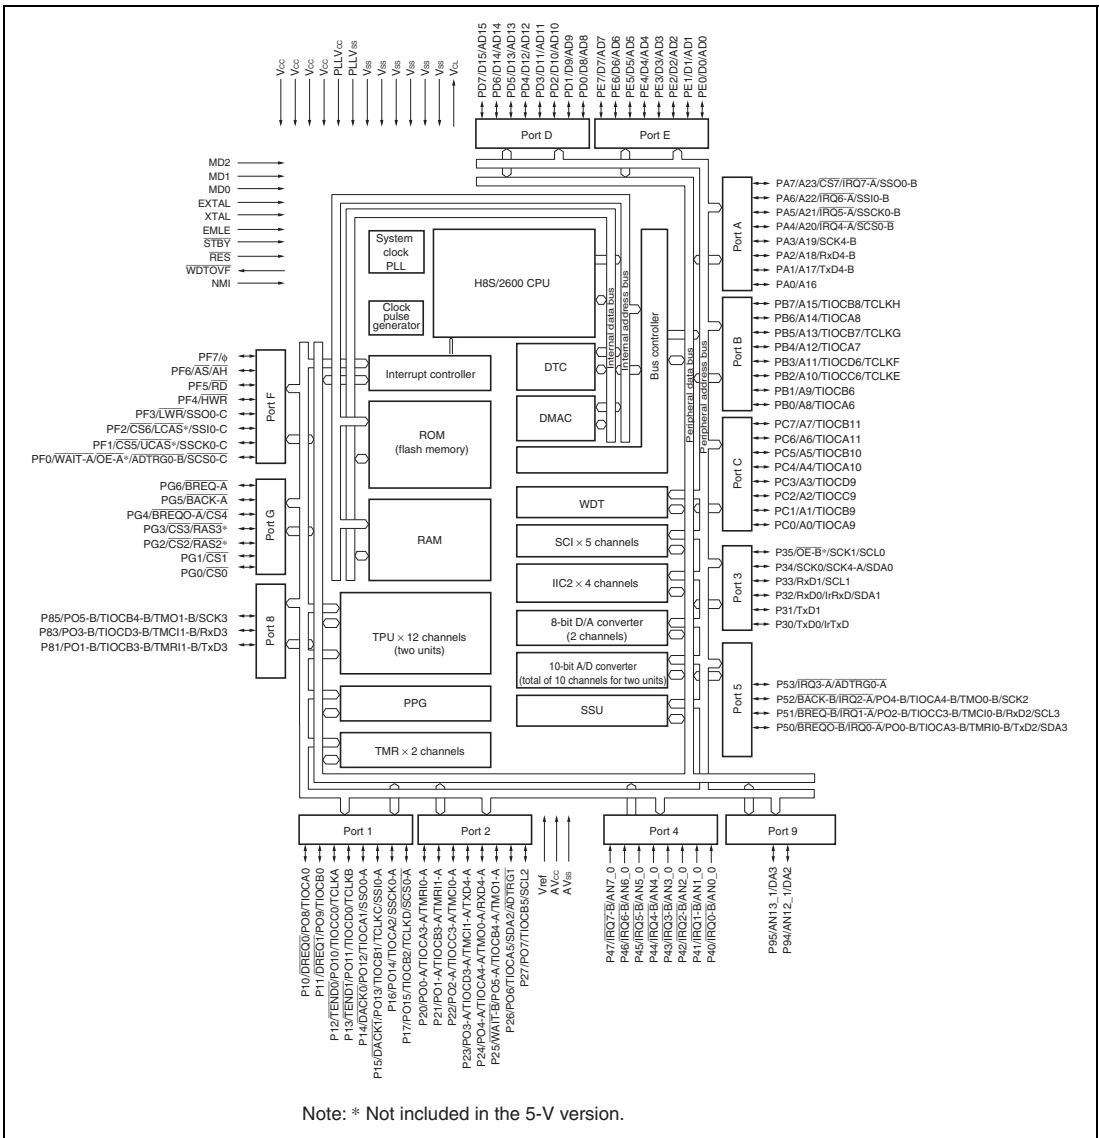 VCC
VCC
VCC
VCC
PLLVCC
PLLVSS
VSS
VSS
VSS
VSS
VSS
VSS
VCL
PD7/D15/AD15
PD6/D14/AD14
PD5/D13/AD13
PD4/D12/AD12
PD3/D11/AD11
PD2/D10/AD10
PD1/D9/AD9
PD0/D8/AD8
PE7/D7/AD7
PE6/D6/AD6
PE5/D5/AD5
PE4/D4/AD4
PE3/D3/AD3
PE2/D2/AD2
PE1/D1/AD1
PE0/D0/AD0
Port D
Port E
MD2
MD1
MD0
EXTAL
XTAL
EMLE
STBY
RES
WDTOVF
NMI
System
clock
PLL
Clock
pulse
generator
H8S/2600 CPU
Interrupt controller
DTC
DMAC
ROM
(flash memory)
RAM
Internal data bus
Internal address bus
Bus controller
Peripheral data bus
Peripheral address bus
WDT
SCI × 5 channels
IIC2 × 4 channels
8-bit D/A converter
(2 channels)
10-bit A/D converter
(total of 10 channels for two units)
SSU
TPU × 12 channels
(two units)
PPG
TMR × 2 channels
Port A
PA7/A23/CS7/IRQ7-A/SSO0-B
PA6/A22/IRQ6-A/SSI0-B
PA5/A21/IRQ5-A/SSCK0-B
PA4/A20/IRQ4-A/SCS0-B
PA3/A19/SCK4-B
PA2/A18/RxD4-B
PA1/A17/TxD4-B
PA0/A16
Port B
PB7/A15/TIOCB8/TCLKH
PB6/A14/TIOCA8
PB5/A13/TIOCB7/TCLKG
PB4/A12/TIOCA7
PB3/A11/TIOCD6/TCLKF
PB2/A10/TIOCC6/TCLKE
PB1/A9/TIOCB6
PB0/A8/TIOCA6
Port C
PC7/A7/TIOCB11
PC6/A6/TIOCA11
PC5/A5/TIOCB10
PC4/A4/TIOCA10
PC3/A3/TIOCD9
PC2/A2/TIOCC9
PC1/A1/TIOCB9
PC0/A0/TIOCA9
Port 3
P35/OE-B*/SCK1/SCL0
P34/SCK0/SCK4-A/SDA0
P33/RxD1/SCL1
P32/RxD0/IrRxD/SDA1
P31/TxD1
P30/TxD0/IrTxD
Port 5
P53/IRQ3-A/ADTRG0-A
P52/BACK-B/IRQ2-A/PO4-B/TIOCA4-B/TMO0-B/SCK2
P51/BREQ-B/IRQ1-A/PO2-B/TIOCC3-B/TMCI0-B/RxD2/SCL3
P50/BREQO-B/IRQ0-A/PO0-B/TIOCA3-B/TMRI0-B/TxD2/SDA3
PF7/ϕ
PF6/AS/AH
PF5/RD
PF4/HWR
PF3/LWR/SSO0-C
PF2/CS6/LCAS*/SSI0-C
PF1/CS5/UCAS*/SSCK0-C
PF0/WAIT-A/OE-A*/ADTRG0-B/SCS0-C
Port F
PG6/BREQ-A
PG5/BACK-A
PG4/BREQO-A/CS4
PG3/CS3/RAS3*
PG2/CS2/RAS2*
PG1/CS1
PG0/CS0
Port G
P85/PO5-B/TIOCB4-B/TMO1-B/SCK3
P83/PO3-B/TIOCD3-B/TMCI1-B/RxD3
P81/PO1-B/TIOCB3-B/TMRI1-B/TxD3
Port 8
Port 1
Port 2
Port 4
Port 9
P10/DREQ0/PO8/TIOCA0
P11/DREQ1/PO9/TIOCB0
P12/TEND0/PO10/TIOCC0/TCLKA
P13/TEND1/PO11/TIOCD0/TCLKB
P14/DACK0/PO12/TIOCA1/SSO0-A
P15/DACK1/PO13/TIOCB1/TCLKC/SSI0-A
P16/PO14/TIOCA2/SSCK0-A
P17/PO15/TIOCB2/TCLKD/SCS0-A
P20/PO0-A/TIOCA3-A/TMRI0-A
P21/PO1-A/TIOCB3-A/TMRI1-A
P22/PO2-A/TIOCC3-A/TMCI0-A
P23/PO3-A/TIOCD3-A/TMCI1-A/TXD4-A
P24/PO4-A/TIOCA4-A/TMO0-A/RXD4-A
P25/WAIT-B/PO5-A/TIOCB4-A/TMO1-A
P26/PO6/TIOCA5/SDA2/ADTRG1
P27/PO7/TIOCB5/SCL2
Vref
AVCC
AVSS
P47/IRQ7-B/AN7_0
P46/IRQ6-B/AN6_0
P45/IRQ5-B/AN5_0
P44/IRQ4-B/AN4_0
P43/IRQ3-B/AN3_0
P42/IRQ2-B/AN2_0
P41/IRQ1-B/AN1_0
P40/IRQ0-B/AN0_0
P95/AN13_1/DA3
P94/AN12_1/DA2
Note: * Not included in the 5-V version.